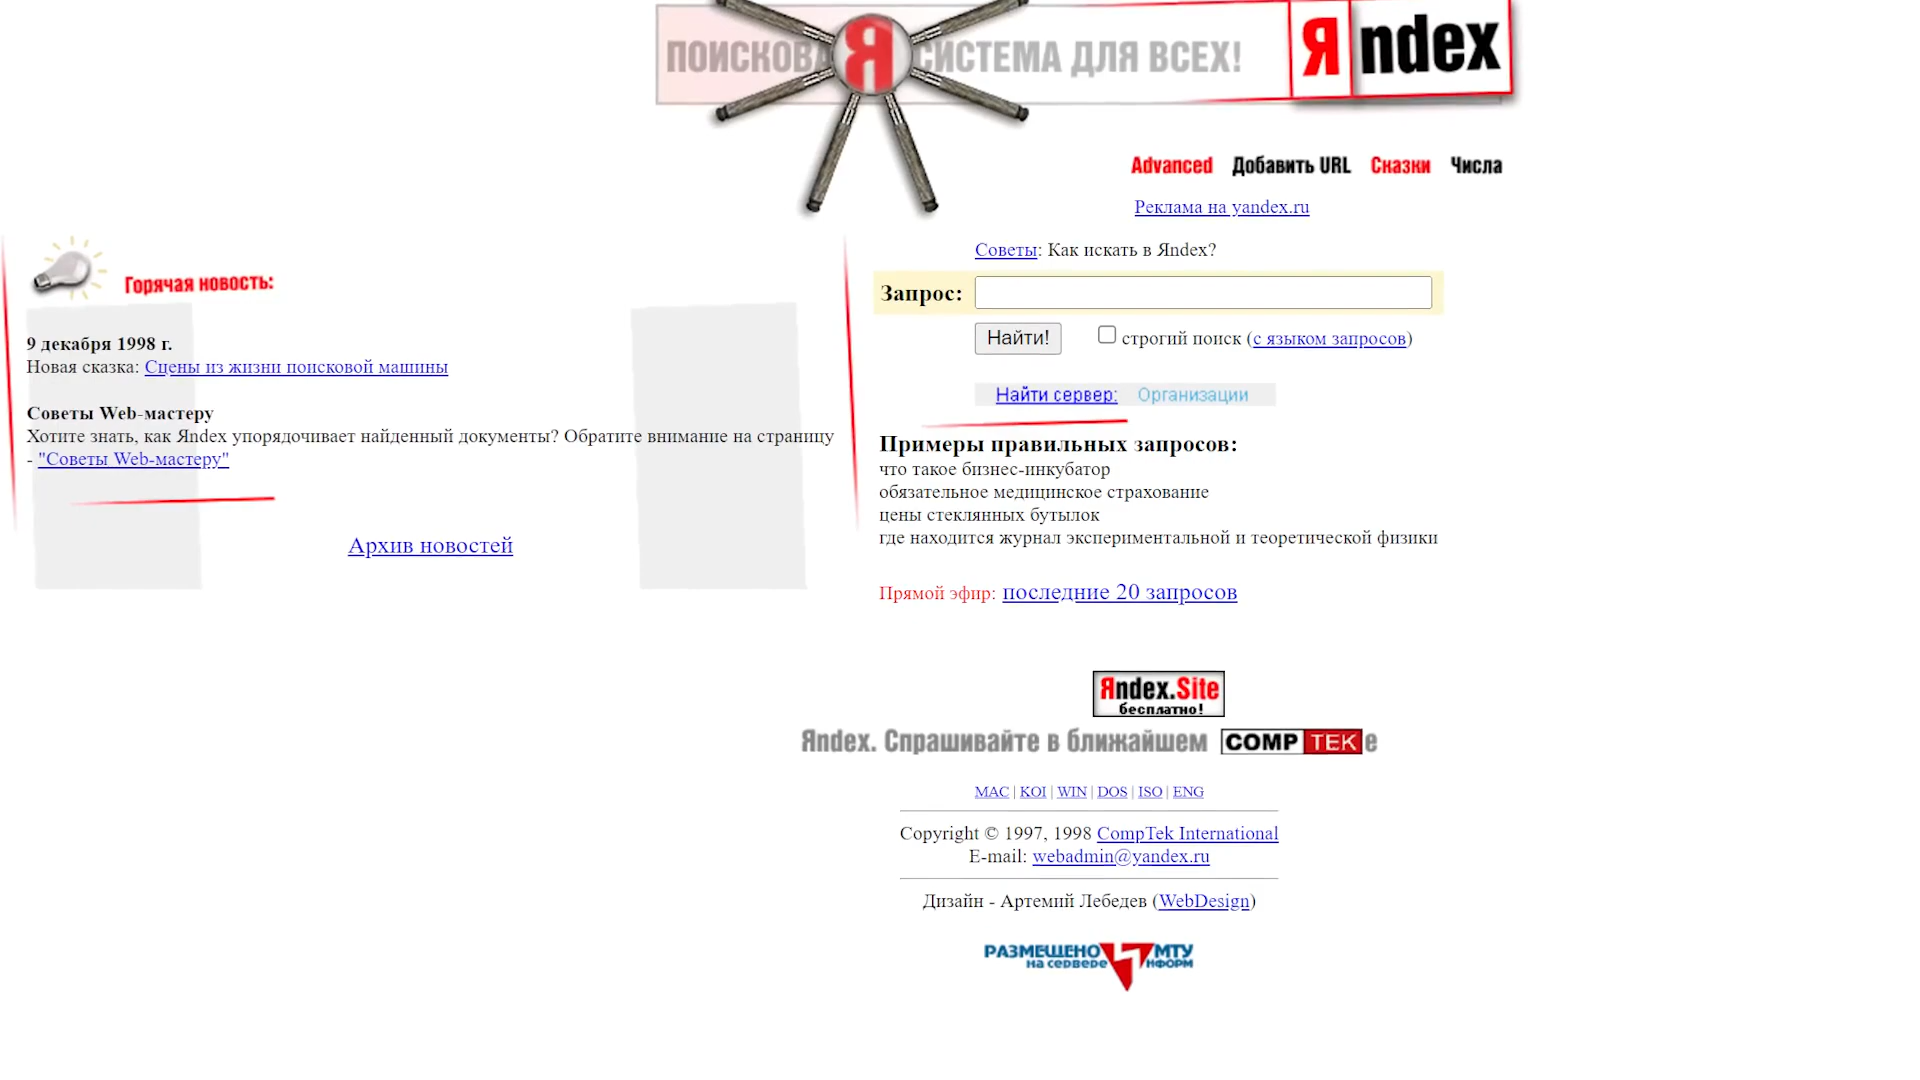 ПОИСКОВА Я СИСТЕМА ДЛЯ ВСЕХ!
Яndex
Advanced Добавить URL Сказки Числа
Реклама на yandex.ru
Горячая новость:
9 декабря 1998 г.
Новая сказка: Сцены из жизни поисковой машины
Советы Web-мастеру
Хотите знать, как Яndex упорядочивает найденный документы? Обратите внимание на страницу
- "Советы Web-мастеру"
Архив новостей
Советы: Как искать в Яndex?
Запрос:
Найти! строгий поиск (с языком запросов)
Найти сервер: Организации
Примеры правильных запросов:
что такое бизнес-инкубатор
обязательное медицинское страхование
цены стеклянных бутылок
где находится журнал экспериментальной и теоретической физики
Прямой эфир: последние 20 запросов
Яndex.Site
бесплатно!
Яndex. Спрашивайте в ближайшем COMPTEKе
MAC | KOI | WIN | DOS | ISO | ENG
Copyright © 1997, 1998 CompTek International
E-mail: webadmin@yandex.ru
Дизайн - Артемий Лебедев (WebDesign)
РАЗМЕЩЕНО МТУ
на сервере ИНФОРМ